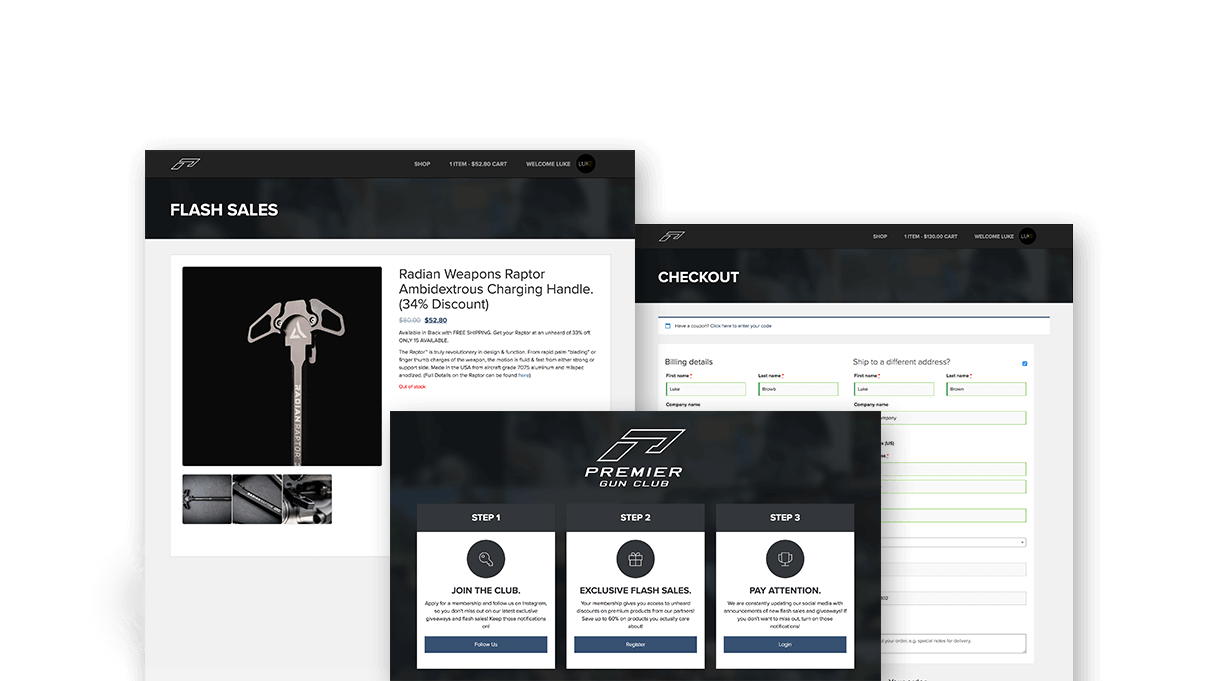 SHOP
1 ITEM - $52.80 CART
WELCOME LUKE
LUKE
FLASH SALES
Radian Weapons Raptor
Ambidextrous Charging Handle.
(34% Discount)
$80.00 $52.80
Available in Black with FREE SHIPPING. Get your Raptor at an unheard of 33% off.
ONLY 15 AVAILABLE.
The Raptor™ is truly revolutionary in design & function. From rapid palm "blading" or
finger thumb charges of the weapon, the motion is fluid & fast from either strong or
support side. Made in the USA from aircraft grade 7075 aluminum and milspec
anodized. (Full Details on the Raptor can be found here)
Out of stock
RADIAN RAPTOR
SHOP
1 ITEM - $130.00 CART
WELCOME LUKE
LUKE
CHECKOUT
Have a coupon? Click here to enter your code
Billing details
Ship to a different address?
First name *
Last name *
First name *
Last name *
Luke
Browb
Luke
Brown
Company name
Company name
mpany
(US)
302
your order, e.g. special notes for delivery.
PREMIER
GUN CLUB
STEP 1
JOIN THE CLUB.
Apply for a membership and follow us on Instagram,
so you don't miss out on our latest exclusive
giveaways and flash sales! Keep those notifications
on!
Follow Us
STEP 2
EXCLUSIVE FLASH SALES.
Your membership gives you access to unheard
discounts on premium products from our partners!
Save up to 60% on products you actually care
about!
Register
STEP 3
PAY ATTENTION.
We are constantly updating our social media with
announcements of new flash sales and giveaways! If
you don't want to miss out, turn on those
notifications!
Login